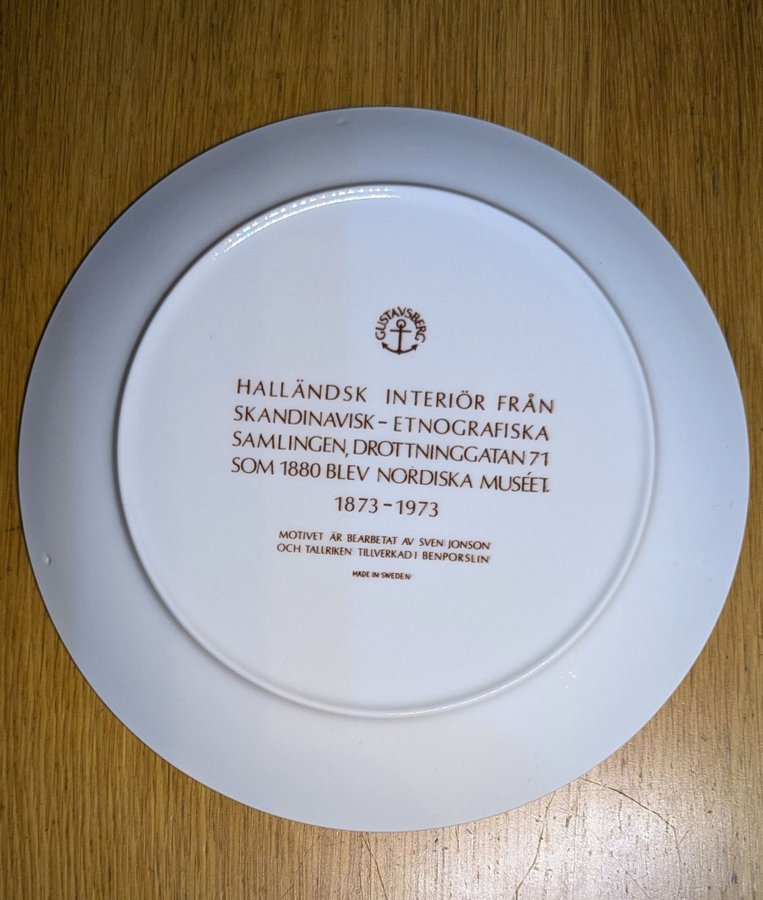 GUSTAVSBERG
HALLÄNDSK INTERIÖR FRÅN
SKANDINAVISK-ETNOGRAFISKA
SAMLINGEN, DROTTNINGGATAN 71
SOM 1880 BLEV NORDISKA MUSÉET.
1873-1973
MOTIVET ÄR BEARBETAT AV SVEN JONSON
OCH TALLRIKEN TILLVERKAD I BENPORSLIN
MADE IN SWEDEN